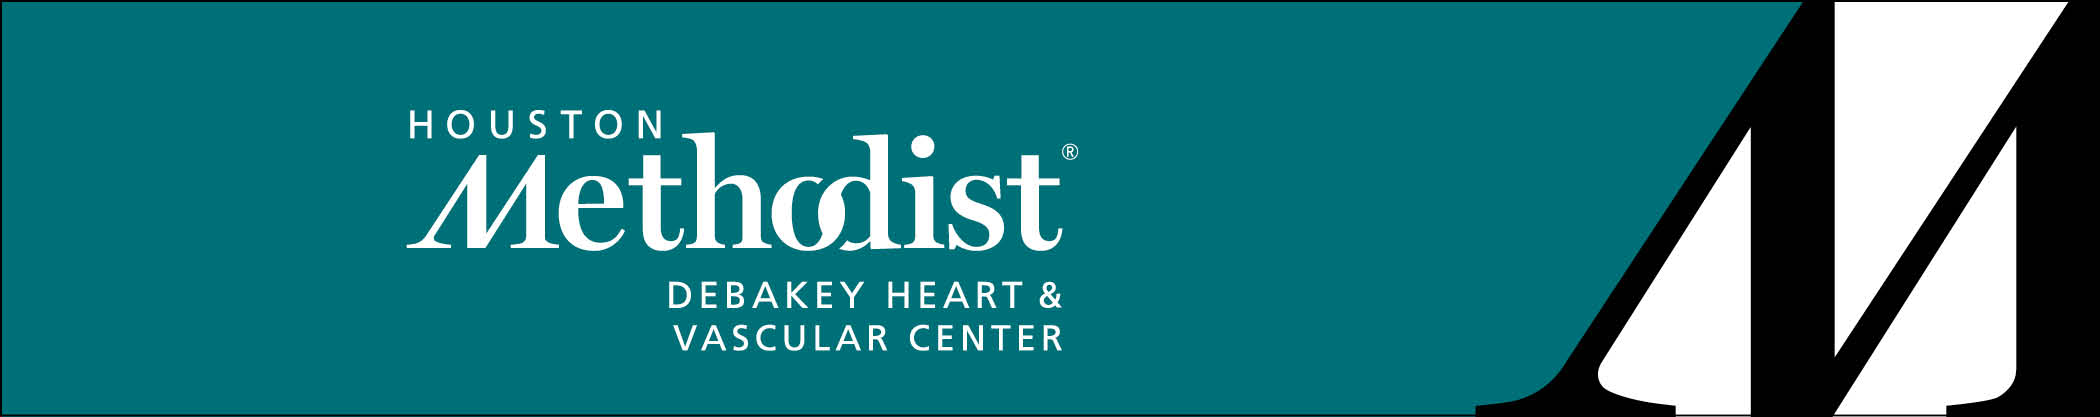 HOUSTON
Methodist®
DEBAKEY HEART &
VASCULAR CENTER